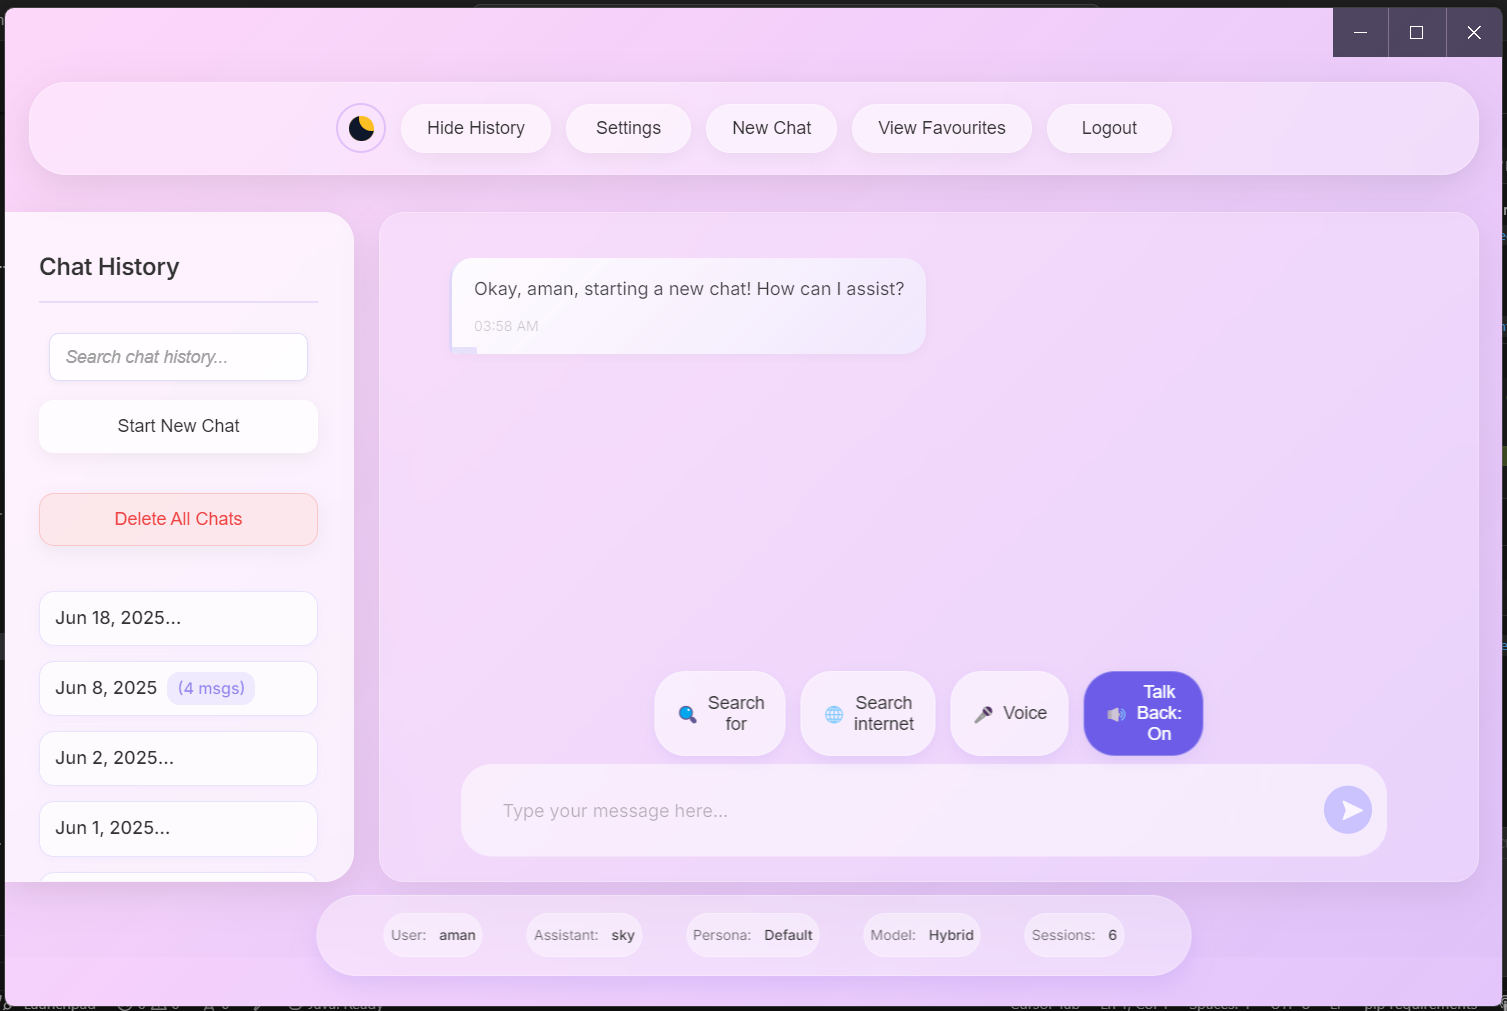 Hide History
Settings
New Chat
View Favourites
Logout
Chat History
Search chat history...
Start New Chat
Delete All Chats
Jun 18, 2025...
Jun 8, 2025 (4 msgs)
Jun 2, 2025...
Jun 1, 2025...
Okay, aman, starting a new chat! How can I assist?
03:58 AM
Search
for
Search
internet
Voice
Talk
Back:
On
Type your message here...
User: aman
Assistant: sky
Persona: Default
Model: Hybrid
Sessions: 6